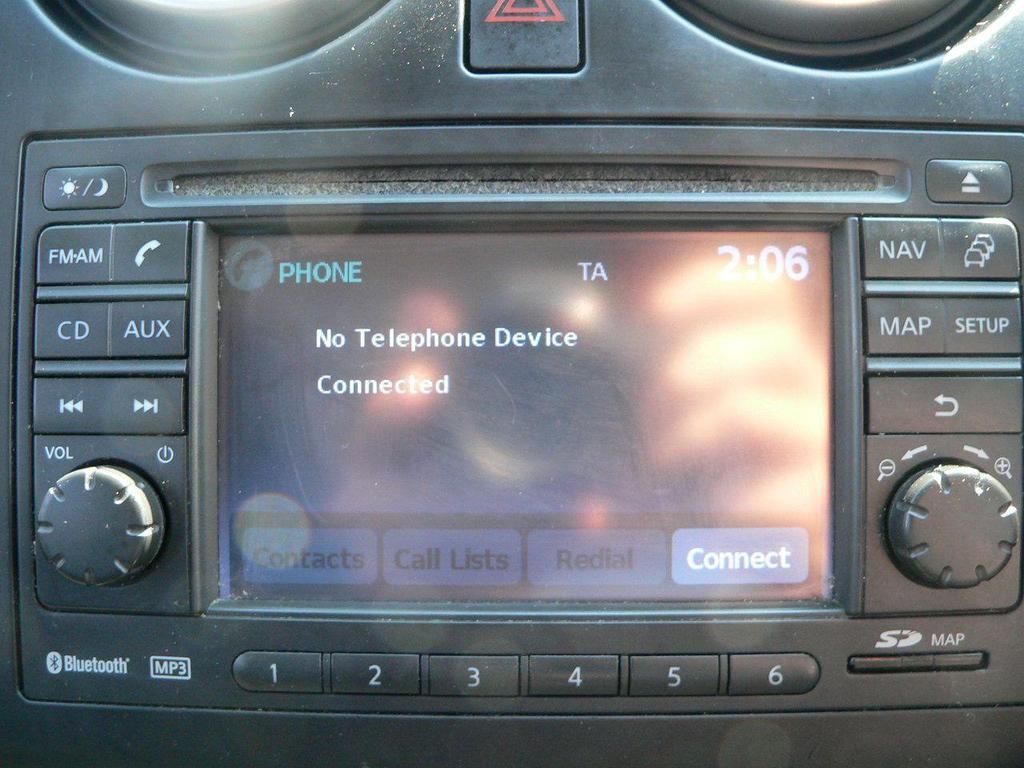 FM·AM
NAV
PHONE TA 2:06
CD AUX
MAP SETUP
No Telephone Device
Connected
VOL
Contacts Call Lists Redial Connect
Bluetooth MP3
1 2 3 4 5 6
SD MAP